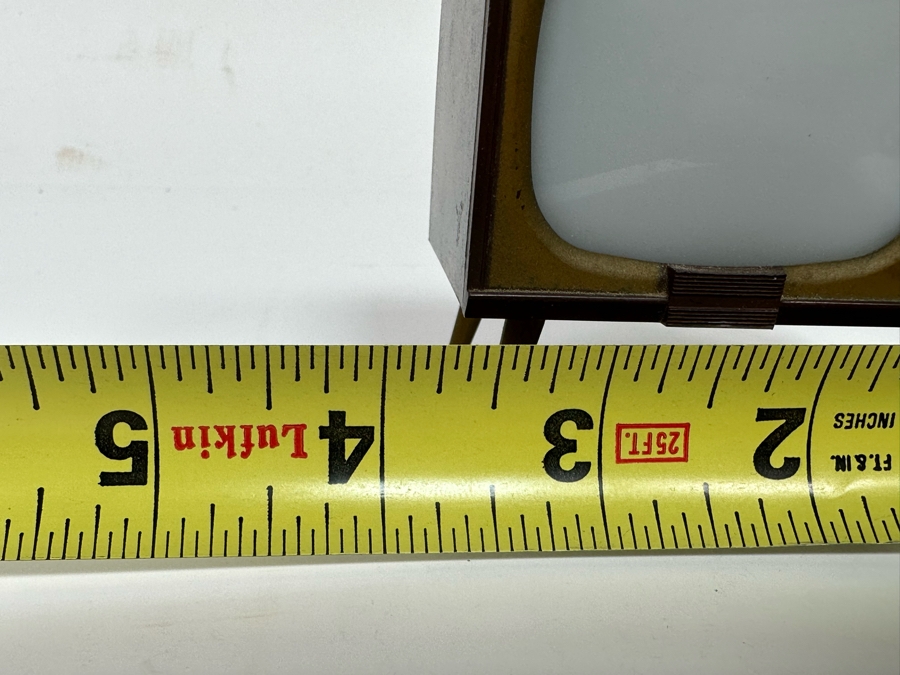 INCHES
FT. & IN.
2
25FT.
3
4
Lufkin
5